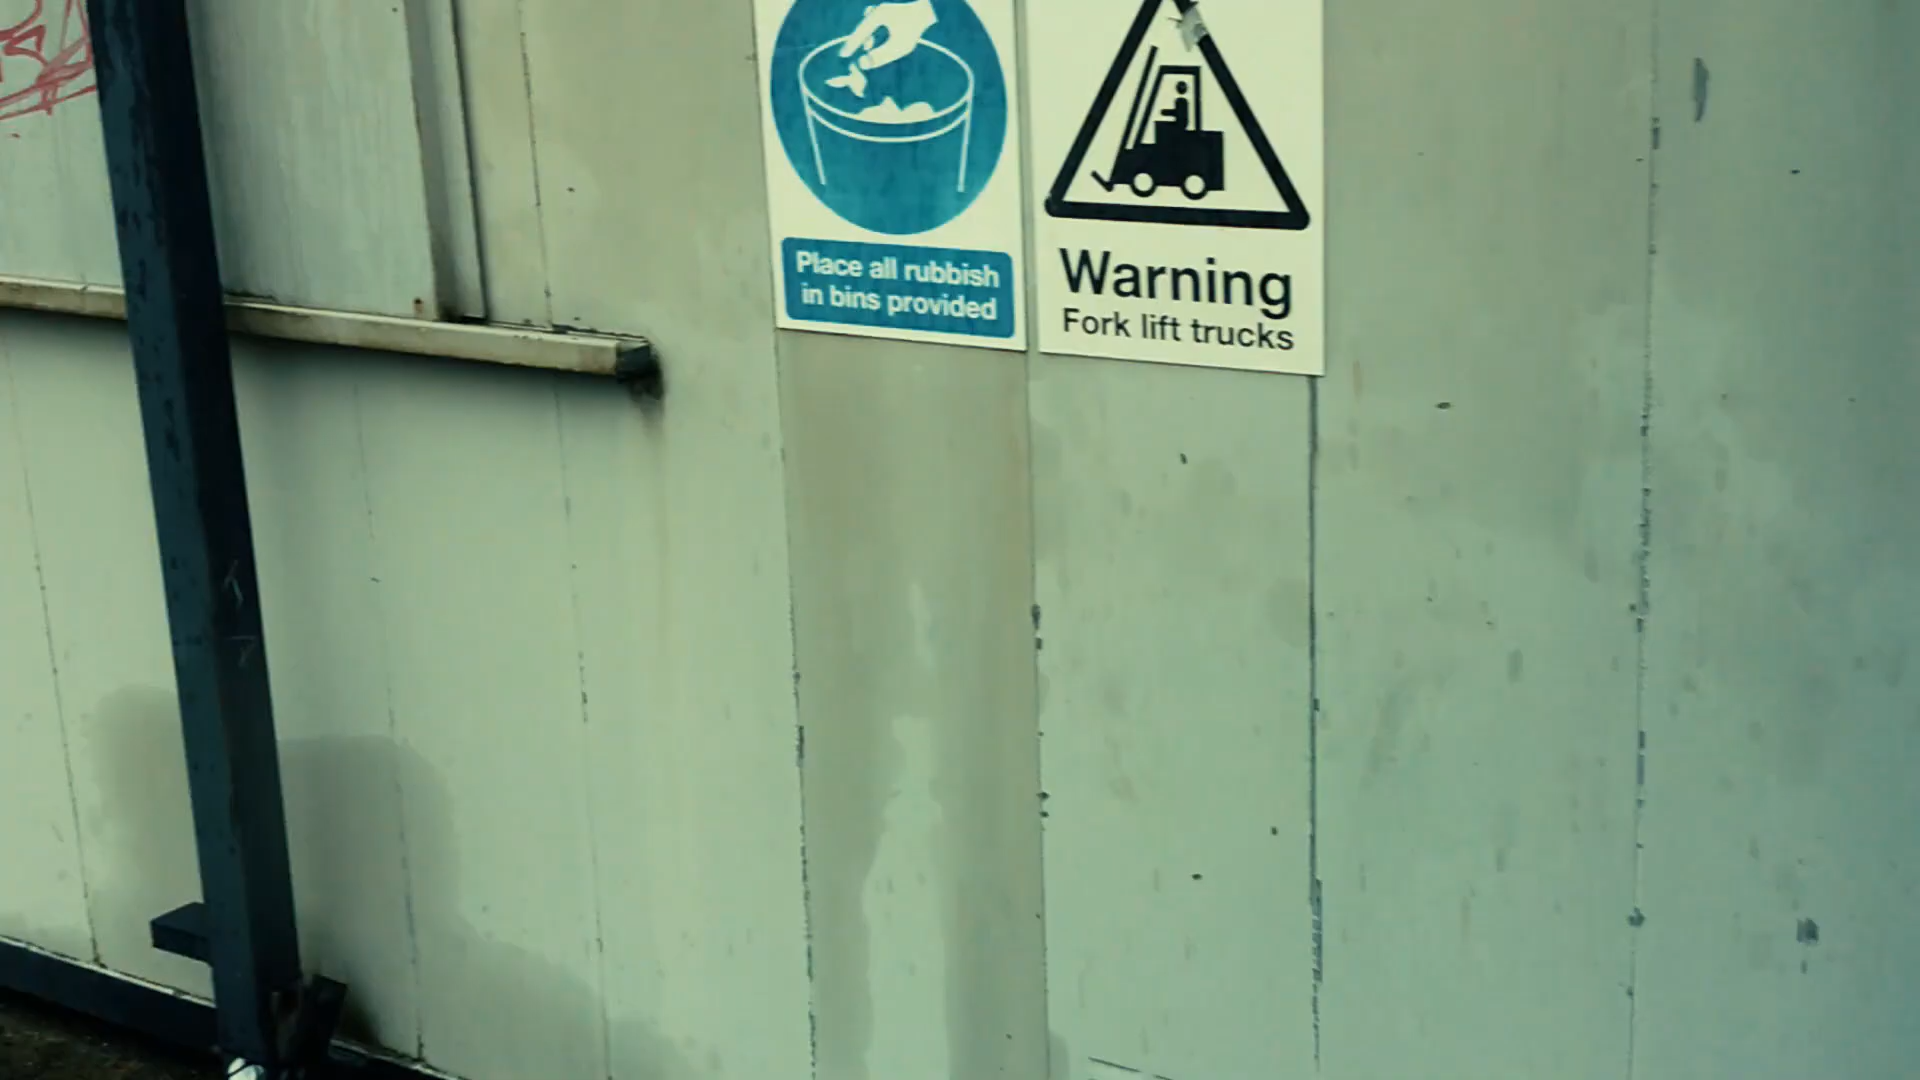 Place all rubbish
in bins provided
Warning
Fork lift trucks